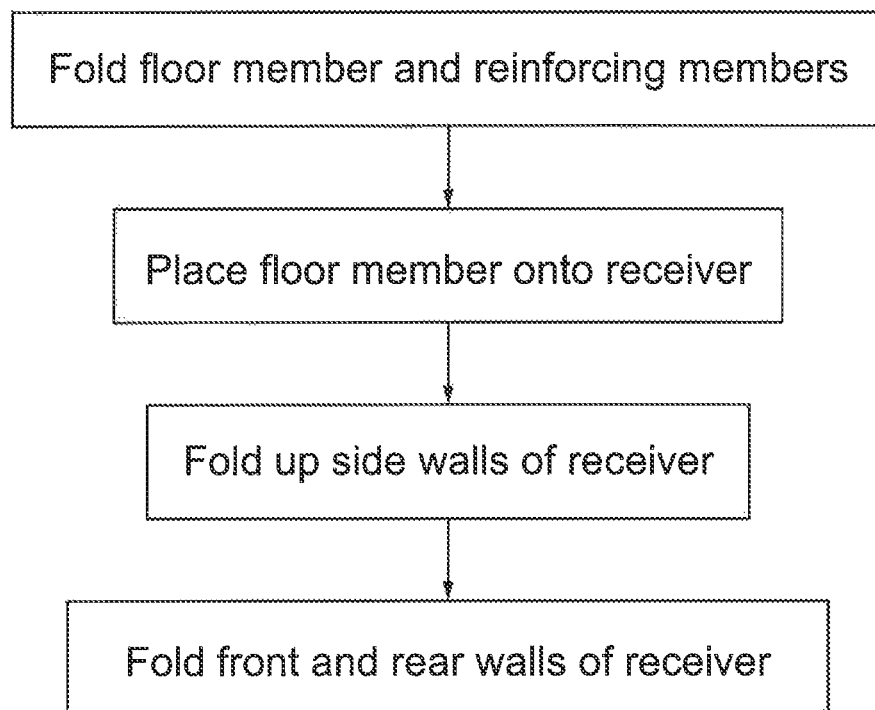 Fold floor member and reinforcing members
Place floor member onto receiver
Fold up side walls of receiver
Fold front and rear walls of receiver